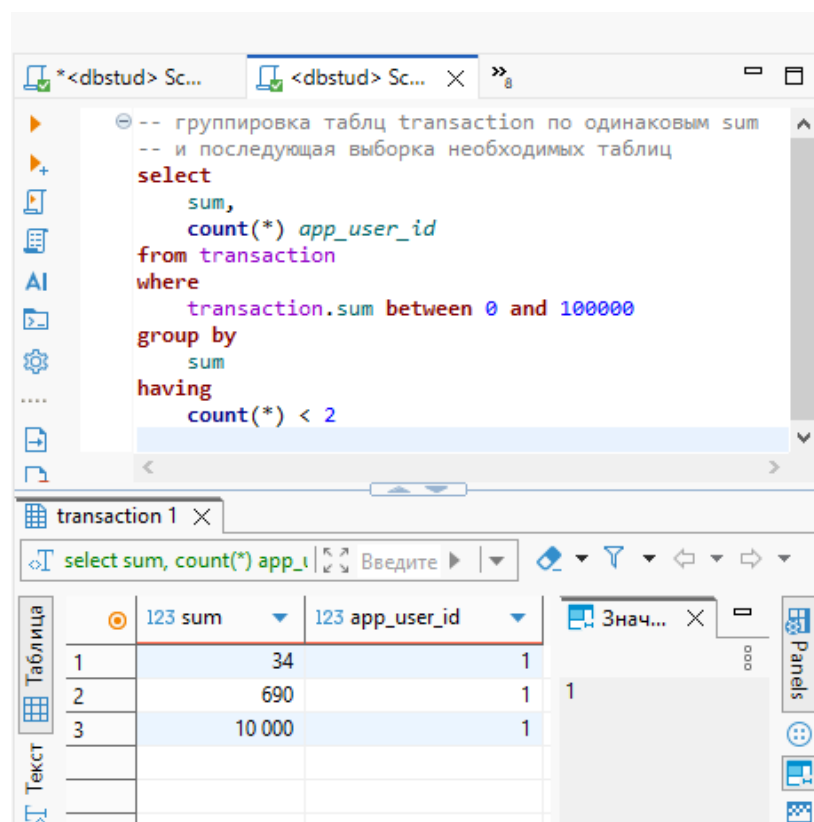 *<dbstud> Sc...
<dbstud> Sc...
»8
-- группировка таблц transaction по одинаковым sum
-- и последующая выборка необходимых таблиц
select
sum,
count(*) app_user_id
from transaction
where
transaction.sum between 0 and 100000
group by
sum
having
count(*) < 2
AI
transaction 1
select sum, count(*) app_u
Введите
Таблица
Текст
123 sum
123 app_user_id
1 34 1
2 690 1
3 10 000 1
Знач...
1
Panels